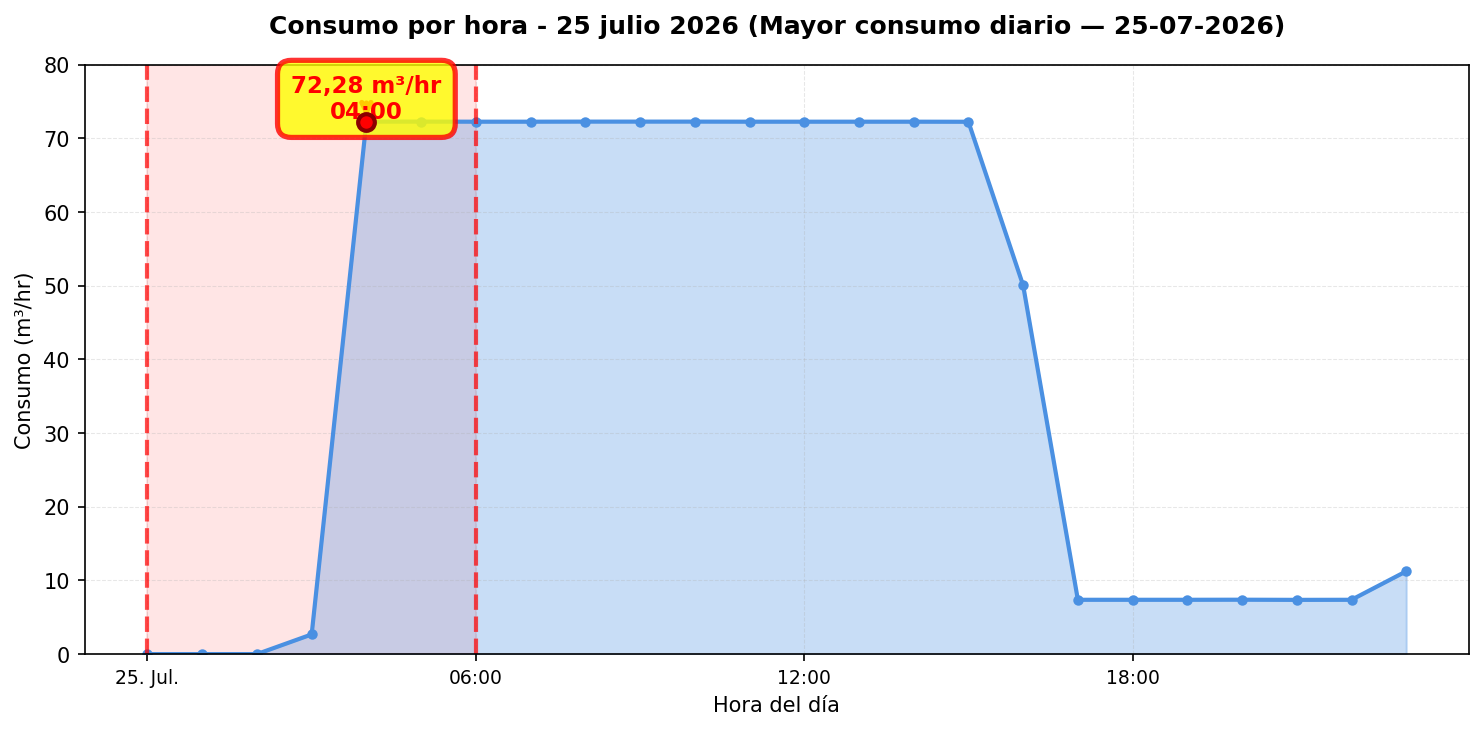 Consumo por hora - 25 julio 2026 (Mayor consumo diario — 25-07-2026)
72,28 m³/hr
04:00
Consumo (m³/hr)
80
70
60
50
40
30
20
10
0
25. Jul.
06:00
12:00
18:00
Hora del día